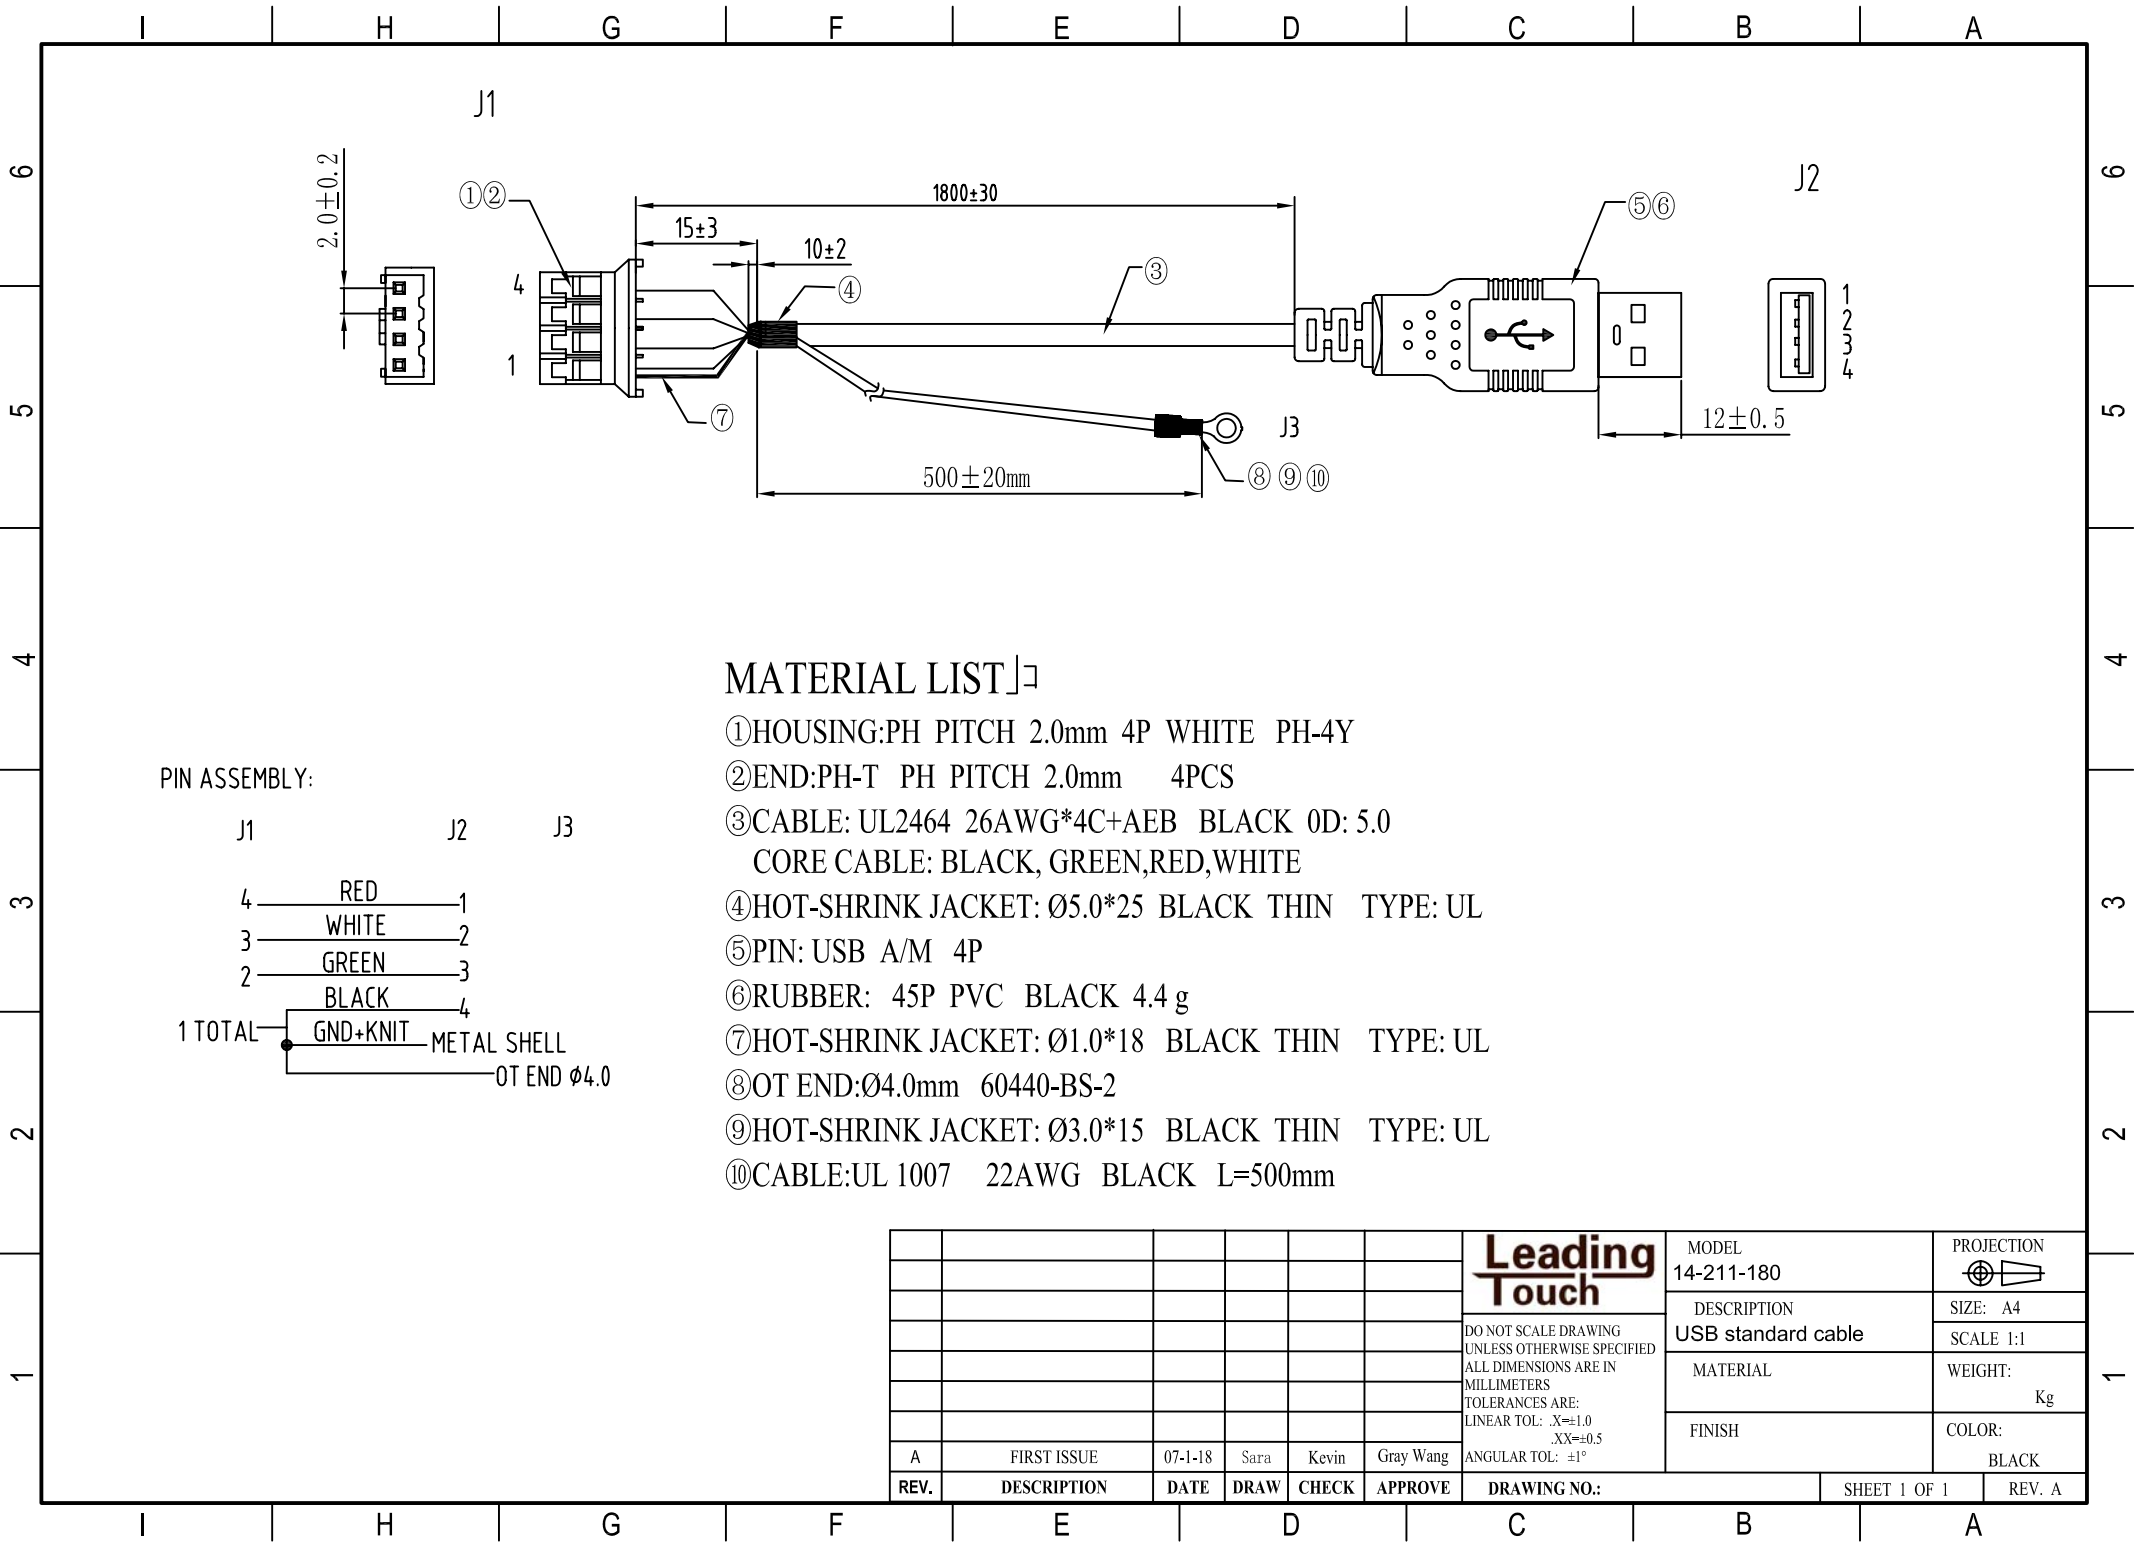 I H G F E D C B A
6 6
5 5
4 4
3 3
2 2
1 1
J1
J2
2.0±0.2
①②
1800±30
15±3
10±2
③
④
⑤⑥
4
1
1
2
3
4
⑦
J3
12±0.5
500±20mm
⑧ ⑨ ⑩
MATERIAL LIST
①HOUSING:PH PITCH 2.0mm 4P WHITE PH-4Y
②END:PH-T PH PITCH 2.0mm 4PCS
③CABLE: UL2464 26AWG*4C+AEB BLACK 0D: 5.0
CORE CABLE: BLACK, GREEN,RED,WHITE
④HOT-SHRINK JACKET: Ø5.0*25 BLACK THIN TYPE: UL
⑤PIN: USB A/M 4P
⑥RUBBER: 45P PVC BLACK 4.4 g
⑦HOT-SHRINK JACKET: Ø1.0*18 BLACK THIN TYPE: UL
⑧OT END:Ø4.0mm 60440-BS-2
⑨HOT-SHRINK JACKET: Ø3.0*15 BLACK THIN TYPE: UL
⑩CABLE:UL 1007 22AWG BLACK L=500mm
PIN ASSEMBLY:
J1 J2 J3
4 RED 1
3 WHITE 2
2 GREEN 3
BLACK 4
1 TOTAL GND+KNIT METAL SHELL
OT END φ4.0
Leading
Touch
DO NOT SCALE DRAWING
UNLESS OTHERWISE SPECIFIED
ALL DIMENSIONS ARE IN
MILLIMETERS
TOLERANCES ARE:
LINEAR TOL: .X=±1.0
.XX=±0.5
ANGULAR TOL: ±1°
MODEL
14-211-180
DESCRIPTION
USB standard cable
MATERIAL
FINISH
PROJECTION
SIZE: A4
SCALE 1:1
WEIGHT:
Kg
COLOR:
BLACK
A FIRST ISSUE 07-1-18 Sara Kevin Gray Wang
REV. DESCRIPTION DATE DRAW CHECK APPROVE DRAWING NO.: SHEET 1 OF 1 REV. A
I H G F E D C B A